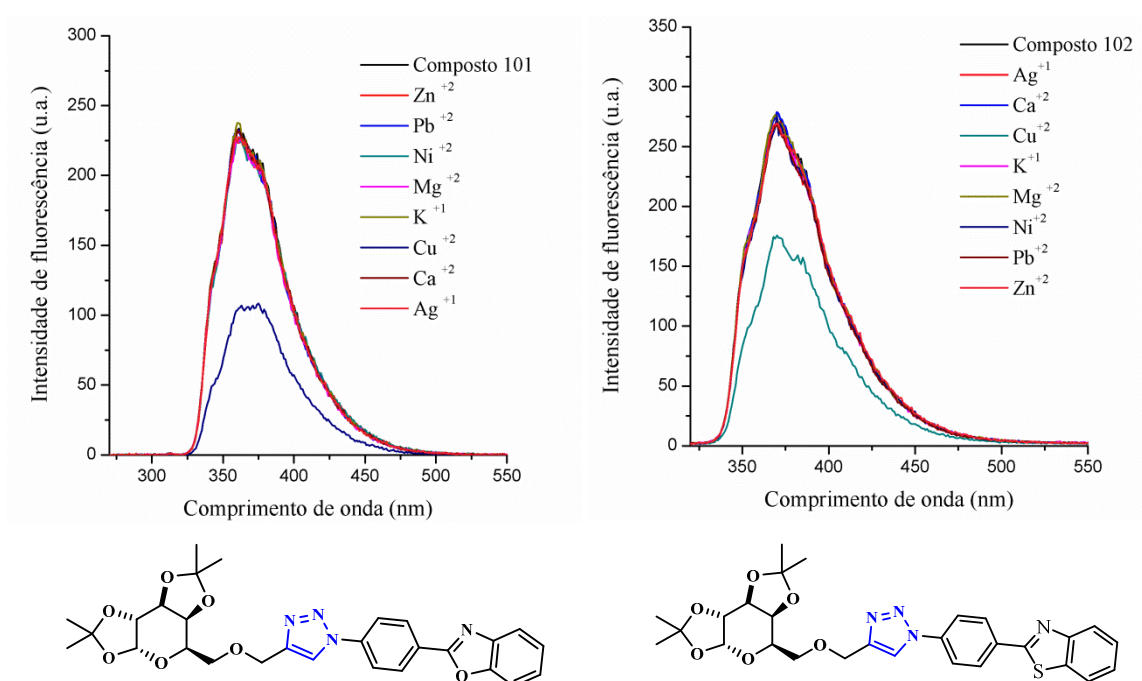 300
250
200
150
100
50
0
Intensidade de fluorescência (u.a.)
Composto 101
Zn +2
Pb +2
Ni +2
Mg +2
K +1
Cu +2
Ca +2
Ag +1
300 350 400 450 500 550
Comprimento de onda (nm)
350
300
250
200
150
100
50
0
Intensidade de fluorescência (u.a.)
Composto 102
Ag +1
Ca +2
Cu +2
K +1
Mg +2
Ni +2
Pb +2
Zn +2
350 400 450 500 550
Comprimento de onda (nm)
O O O O O O N N N N O
O O O O O O N N N N S